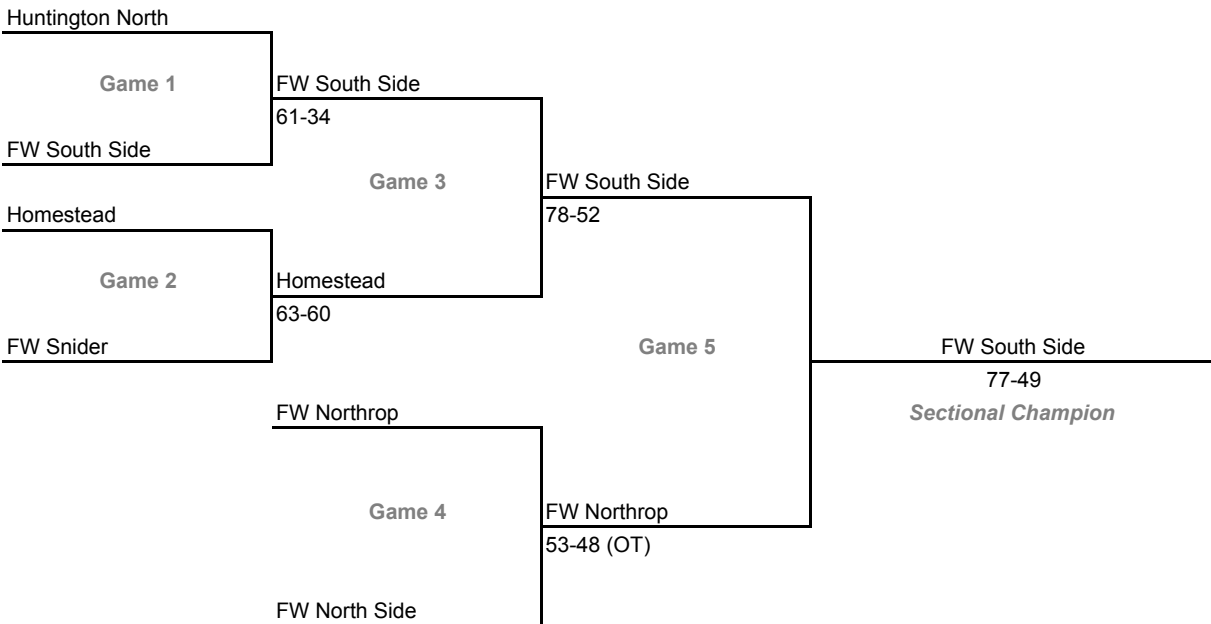 Huntington North
Game 1
FW South Side
61-34
FW South Side
Game 3
FW South Side
Homestead
78-52
Game 2
Homestead
63-60
FW Snider
Game 5
FW South Side
77-49
FW Northrop
Sectional Champion
Game 4
FW Northrop
53-48 (OT)
FW North Side